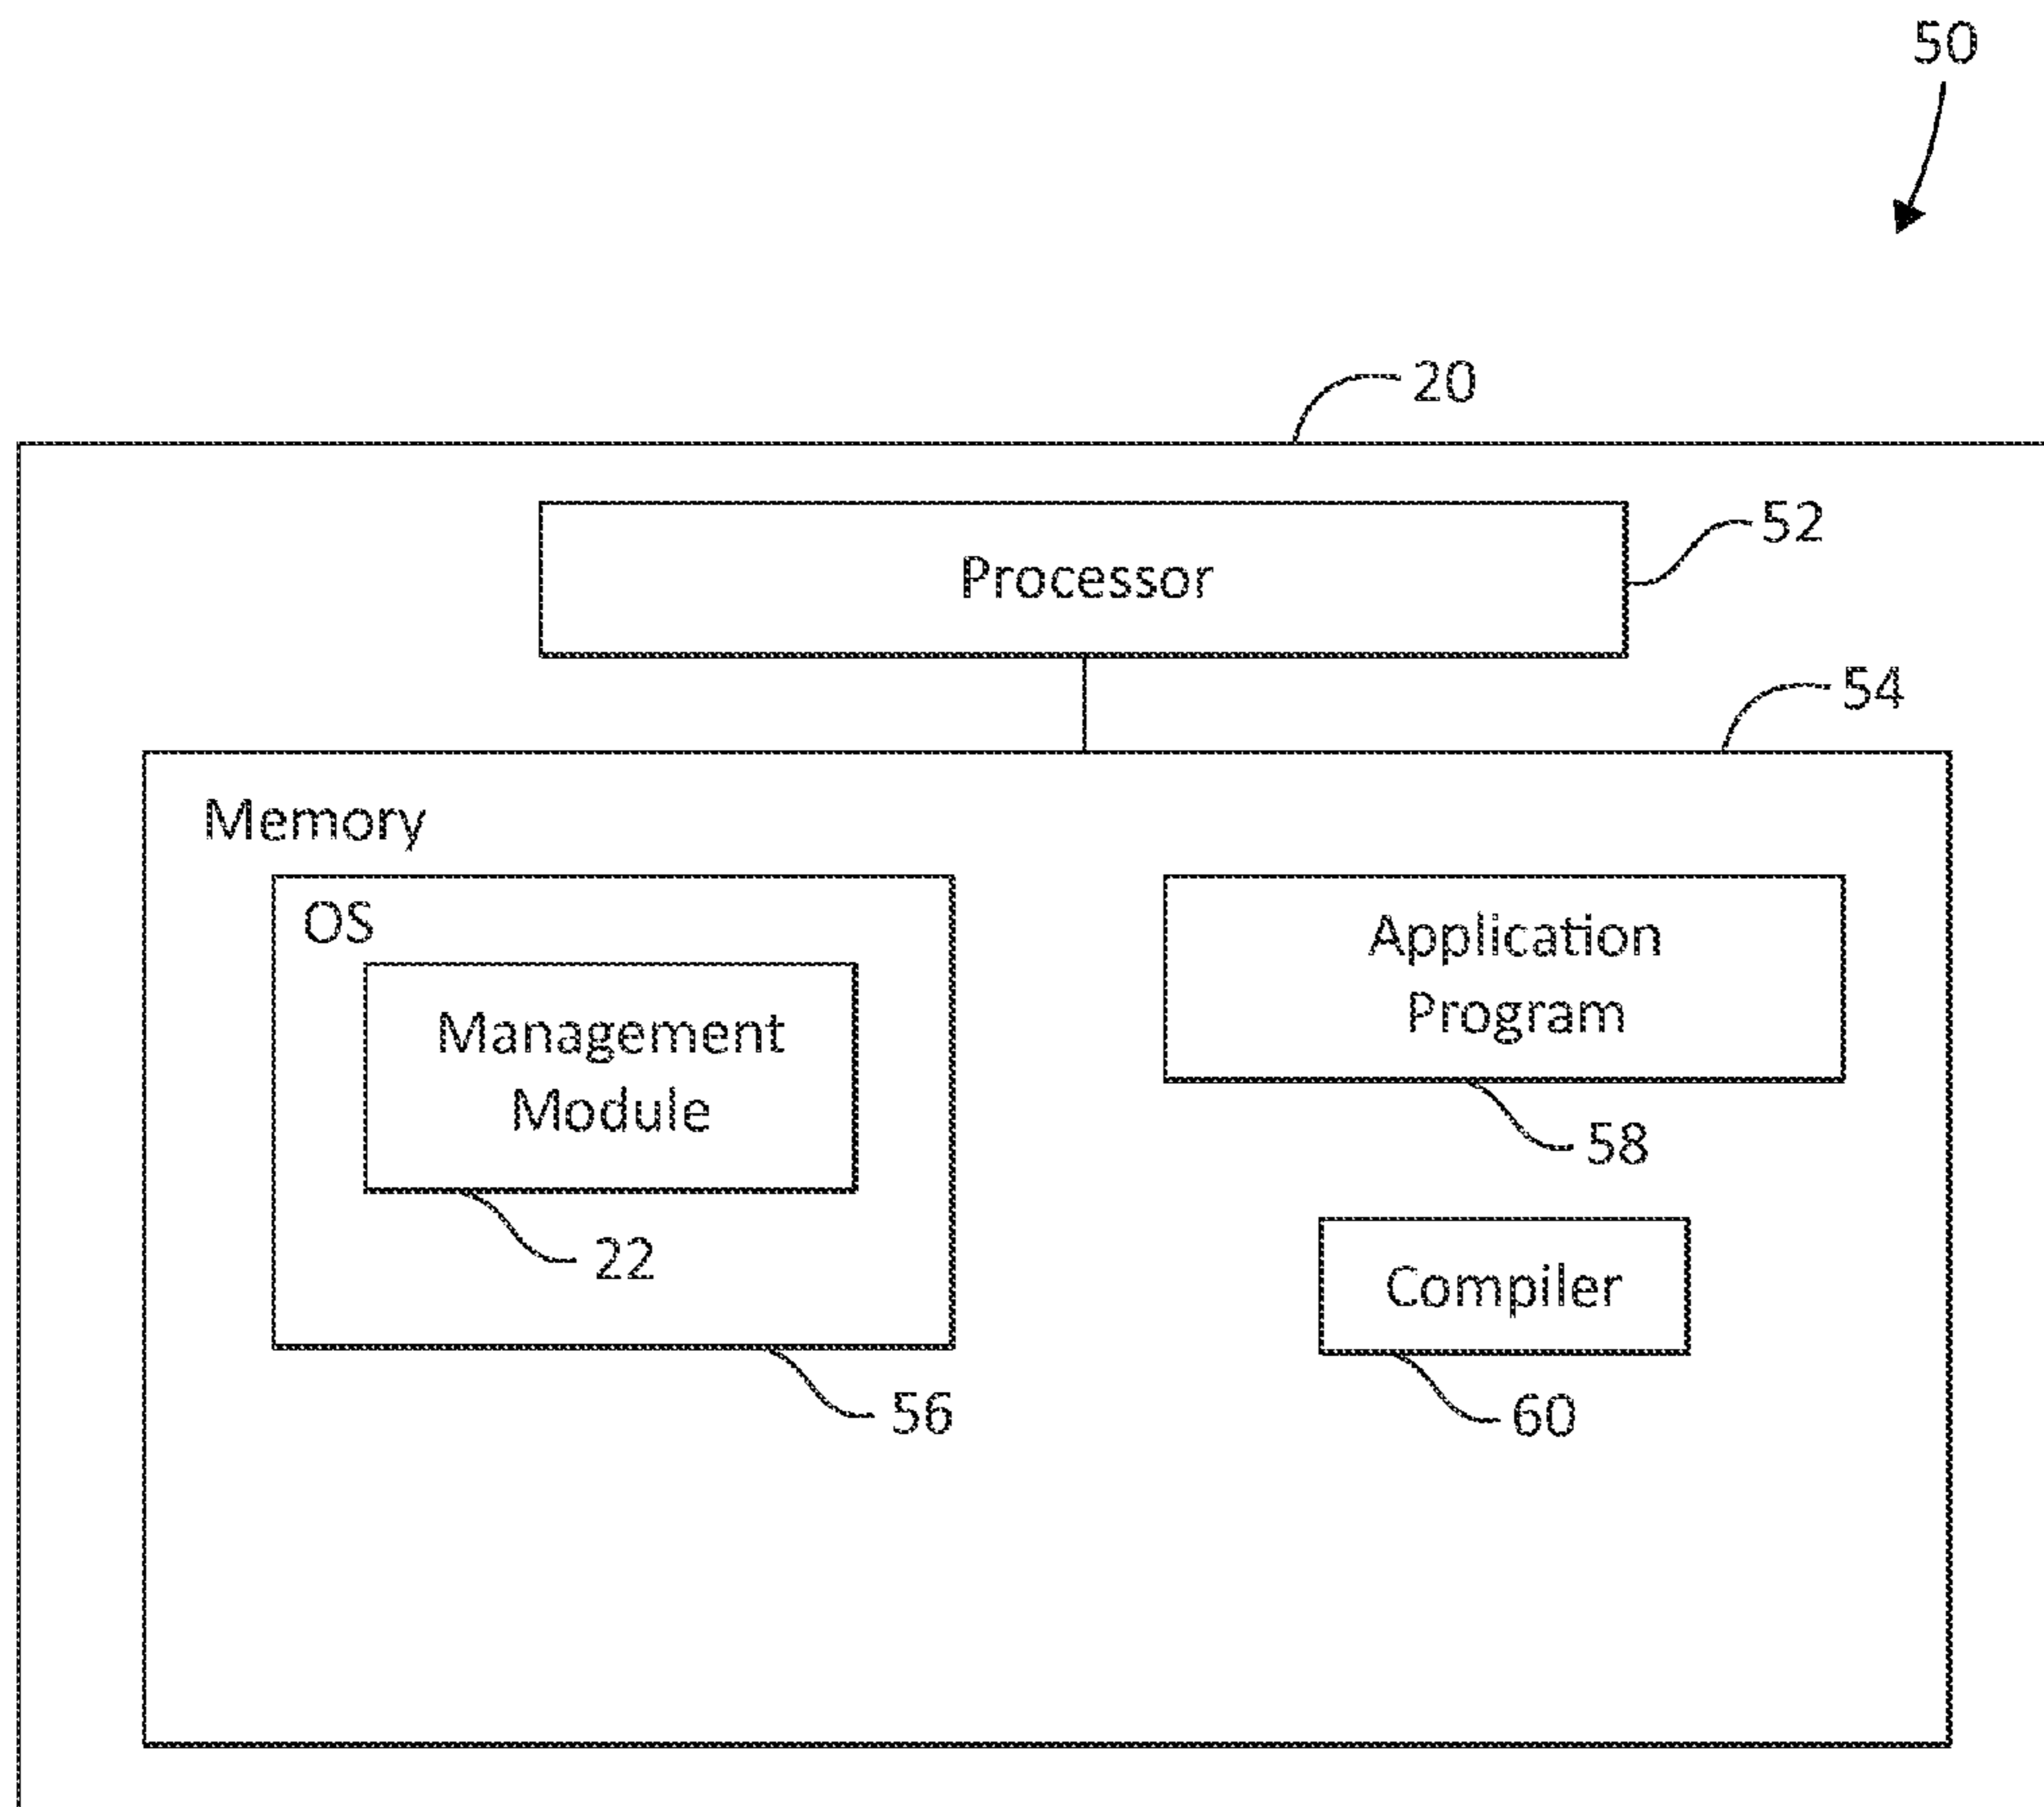 50
20
Processor
52
54
Memory
OS
Application
Program
Management
Module
58
22
Compiler
56
60